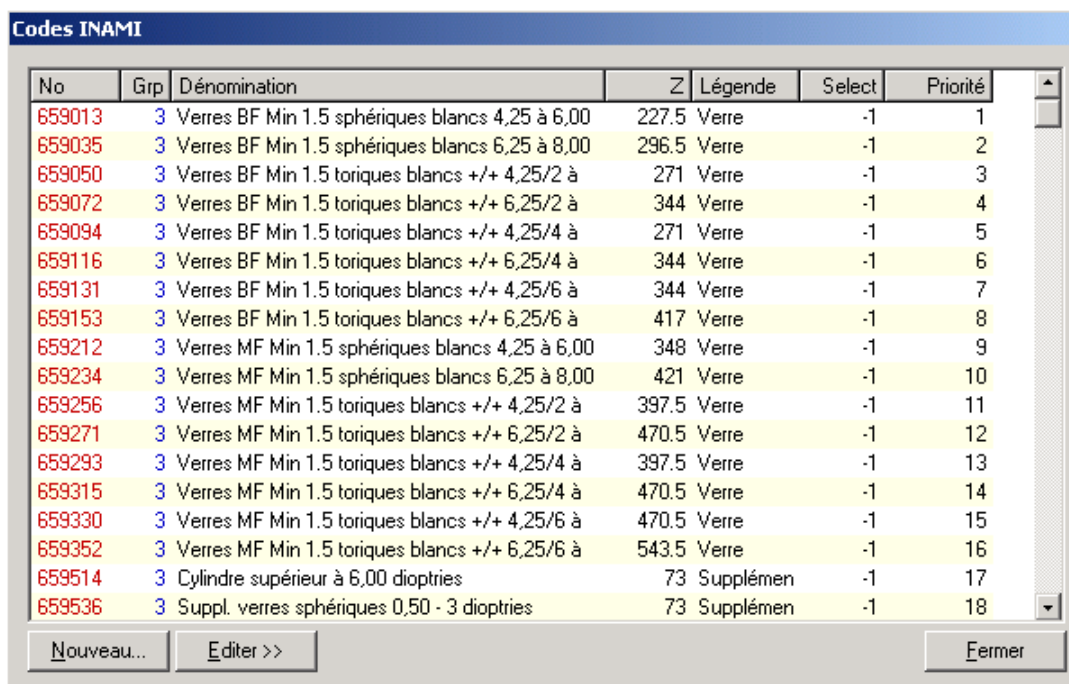 Codes INAMI
No Grp Dénomination Z Légende Select Priorité
659013 3 Verres BF Min 1.5 sphériques blancs 4,25 à 6,00 227.5 Verre -1 1
659035 3 Verres BF Min 1.5 sphériques blancs 6,25 à 8,00 296.5 Verre -1 2
659050 3 Verres BF Min 1.5 toriques blancs +/+ 4,25/2 à 271 Verre -1 3
659072 3 Verres BF Min 1.5 toriques blancs +/+ 6,25/2 à 344 Verre -1 4
659094 3 Verres BF Min 1.5 toriques blancs +/+ 4,25/4 à 271 Verre -1 5
659116 3 Verres BF Min 1.5 toriques blancs +/+ 6,25/4 à 344 Verre -1 6
659131 3 Verres BF Min 1.5 toriques blancs +/+ 4,25/6 à 344 Verre -1 7
659153 3 Verres BF Min 1.5 toriques blancs +/+ 6,25/6 à 417 Verre -1 8
659212 3 Verres MF Min 1.5 sphériques blancs 4,25 à 6,00 348 Verre -1 9
659234 3 Verres MF Min 1.5 sphériques blancs 6,25 à 8,00 421 Verre -1 10
659256 3 Verres MF Min 1.5 toriques blancs +/+ 4,25/2 à 397.5 Verre -1 11
659271 3 Verres MF Min 1.5 toriques blancs +/+ 6,25/2 à 470.5 Verre -1 12
659293 3 Verres MF Min 1.5 toriques blancs +/+ 4,25/4 à 397.5 Verre -1 13
659315 3 Verres MF Min 1.5 toriques blancs +/+ 6,25/4 à 470.5 Verre -1 14
659330 3 Verres MF Min 1.5 toriques blancs +/+ 4,25/6 à 470.5 Verre -1 15
659352 3 Verres MF Min 1.5 toriques blancs +/+ 6,25/6 à 543.5 Verre -1 16
659514 3 Cylindre supérieur à 6,00 dioptries 73 Supplémen -1 17
659536 3 Suppl. verres sphériques 0,50 - 3 dioptries 73 Supplémen -1 18
Nouveau... Editer >> Fermer